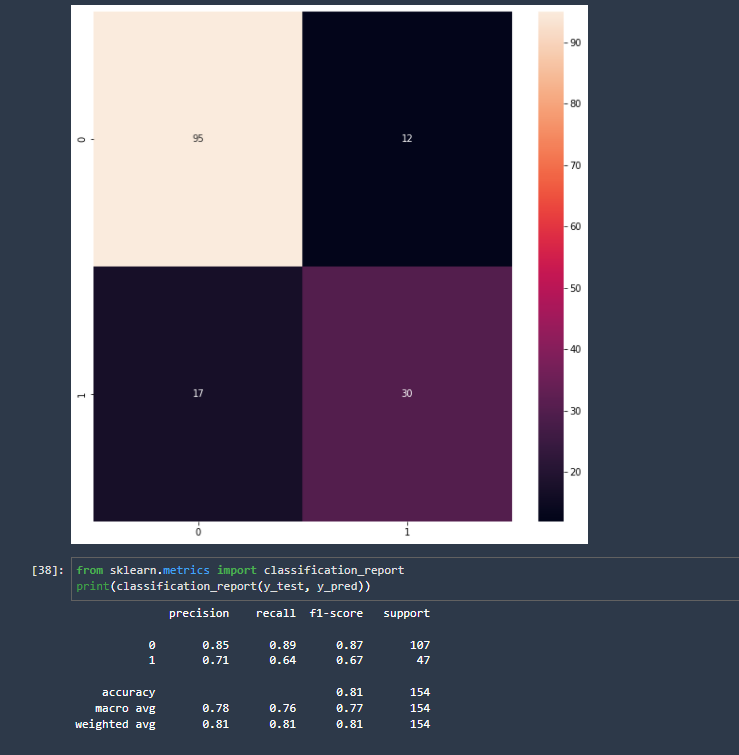 90
0
95
12
80
70
60
50
1
17
30
40
30
20
0
1
[38]: from sklearn.metrics import classification_report
print(classification_report(y_test, y_pred))
precision recall f1-score support
0 0.85 0.89 0.87 107
1 0.71 0.64 0.67 47
accuracy 0.81 154
macro avg 0.78 0.76 0.77 154
weighted avg 0.81 0.81 0.81 154